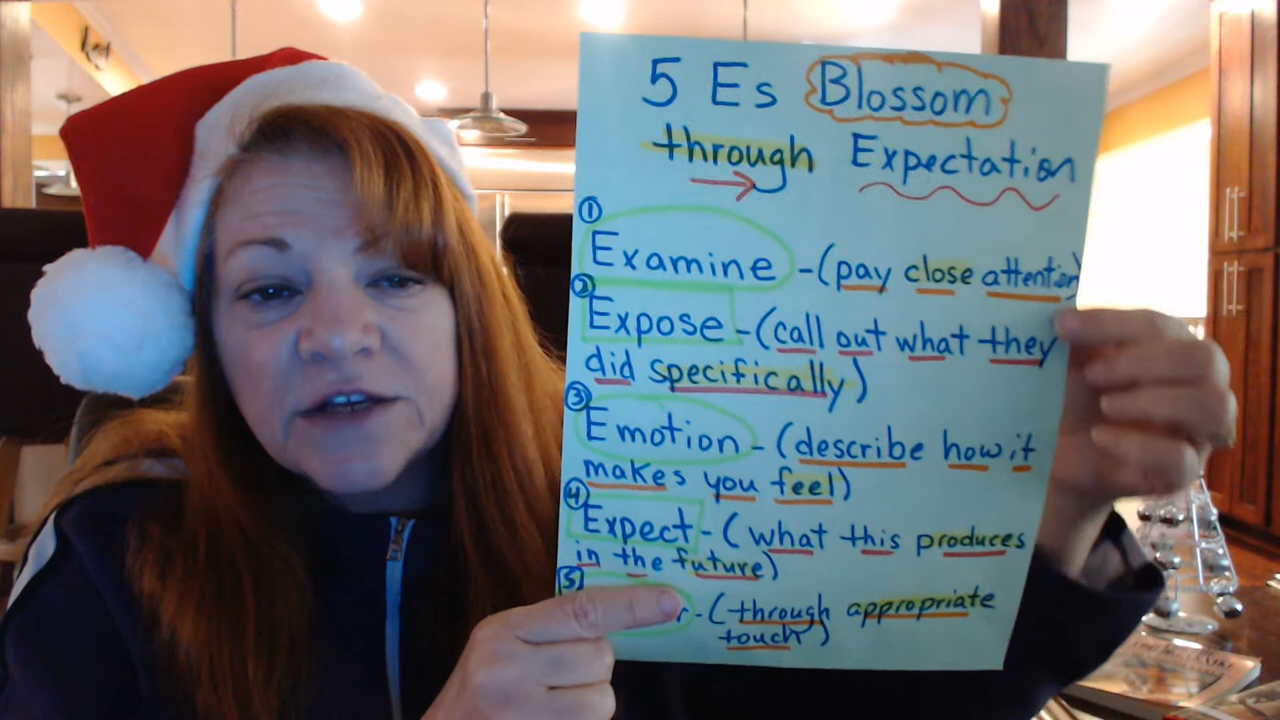 5 Es Blossom
through Expectation
① Examine - (pay close attention)
② Expose - (call out what they
did specifically)
③ Emotion - (describe how it
makes you feel)
④ Expect - (what this produces
in the future)
⑤ - (through appropriate
touch)